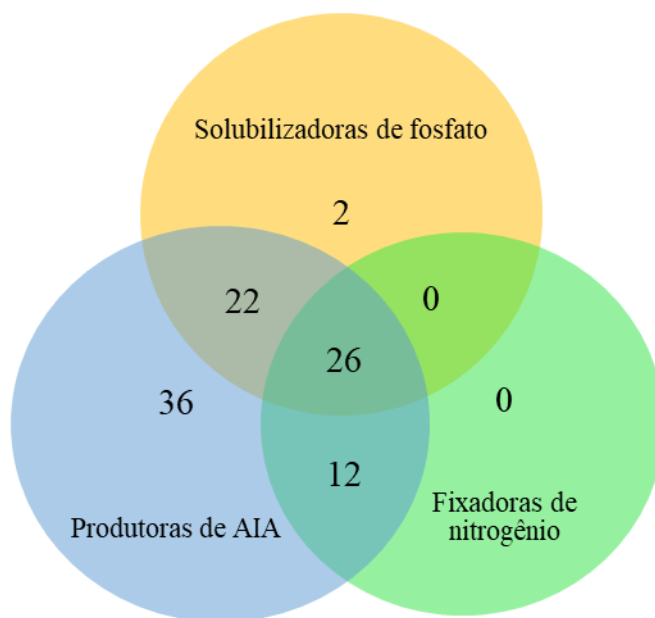 Solubilizadoras de fosfato
2
22
0
26
36
0
12
Produtoras de AIA
Fixadoras de
nitrogênio